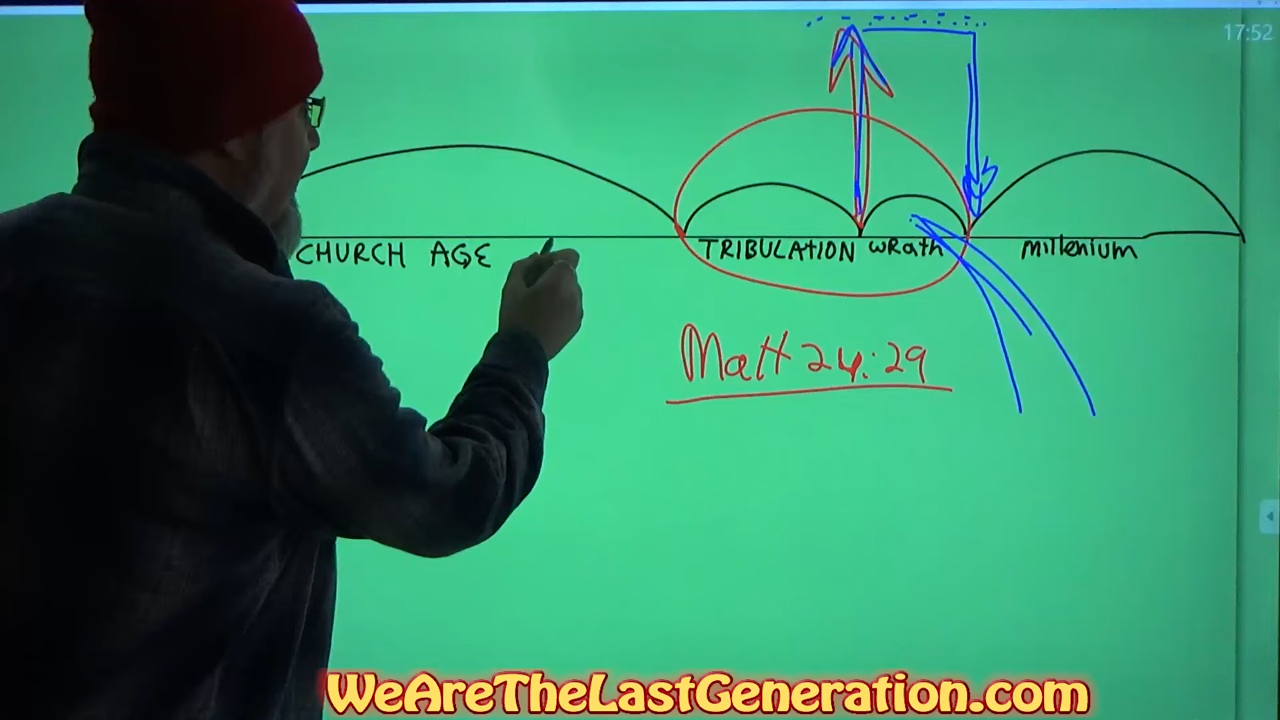 17:52
CHURCH AGE TRIBULATION wRath millenium
Matt 24:29
WeAreTheLastGeneration.com